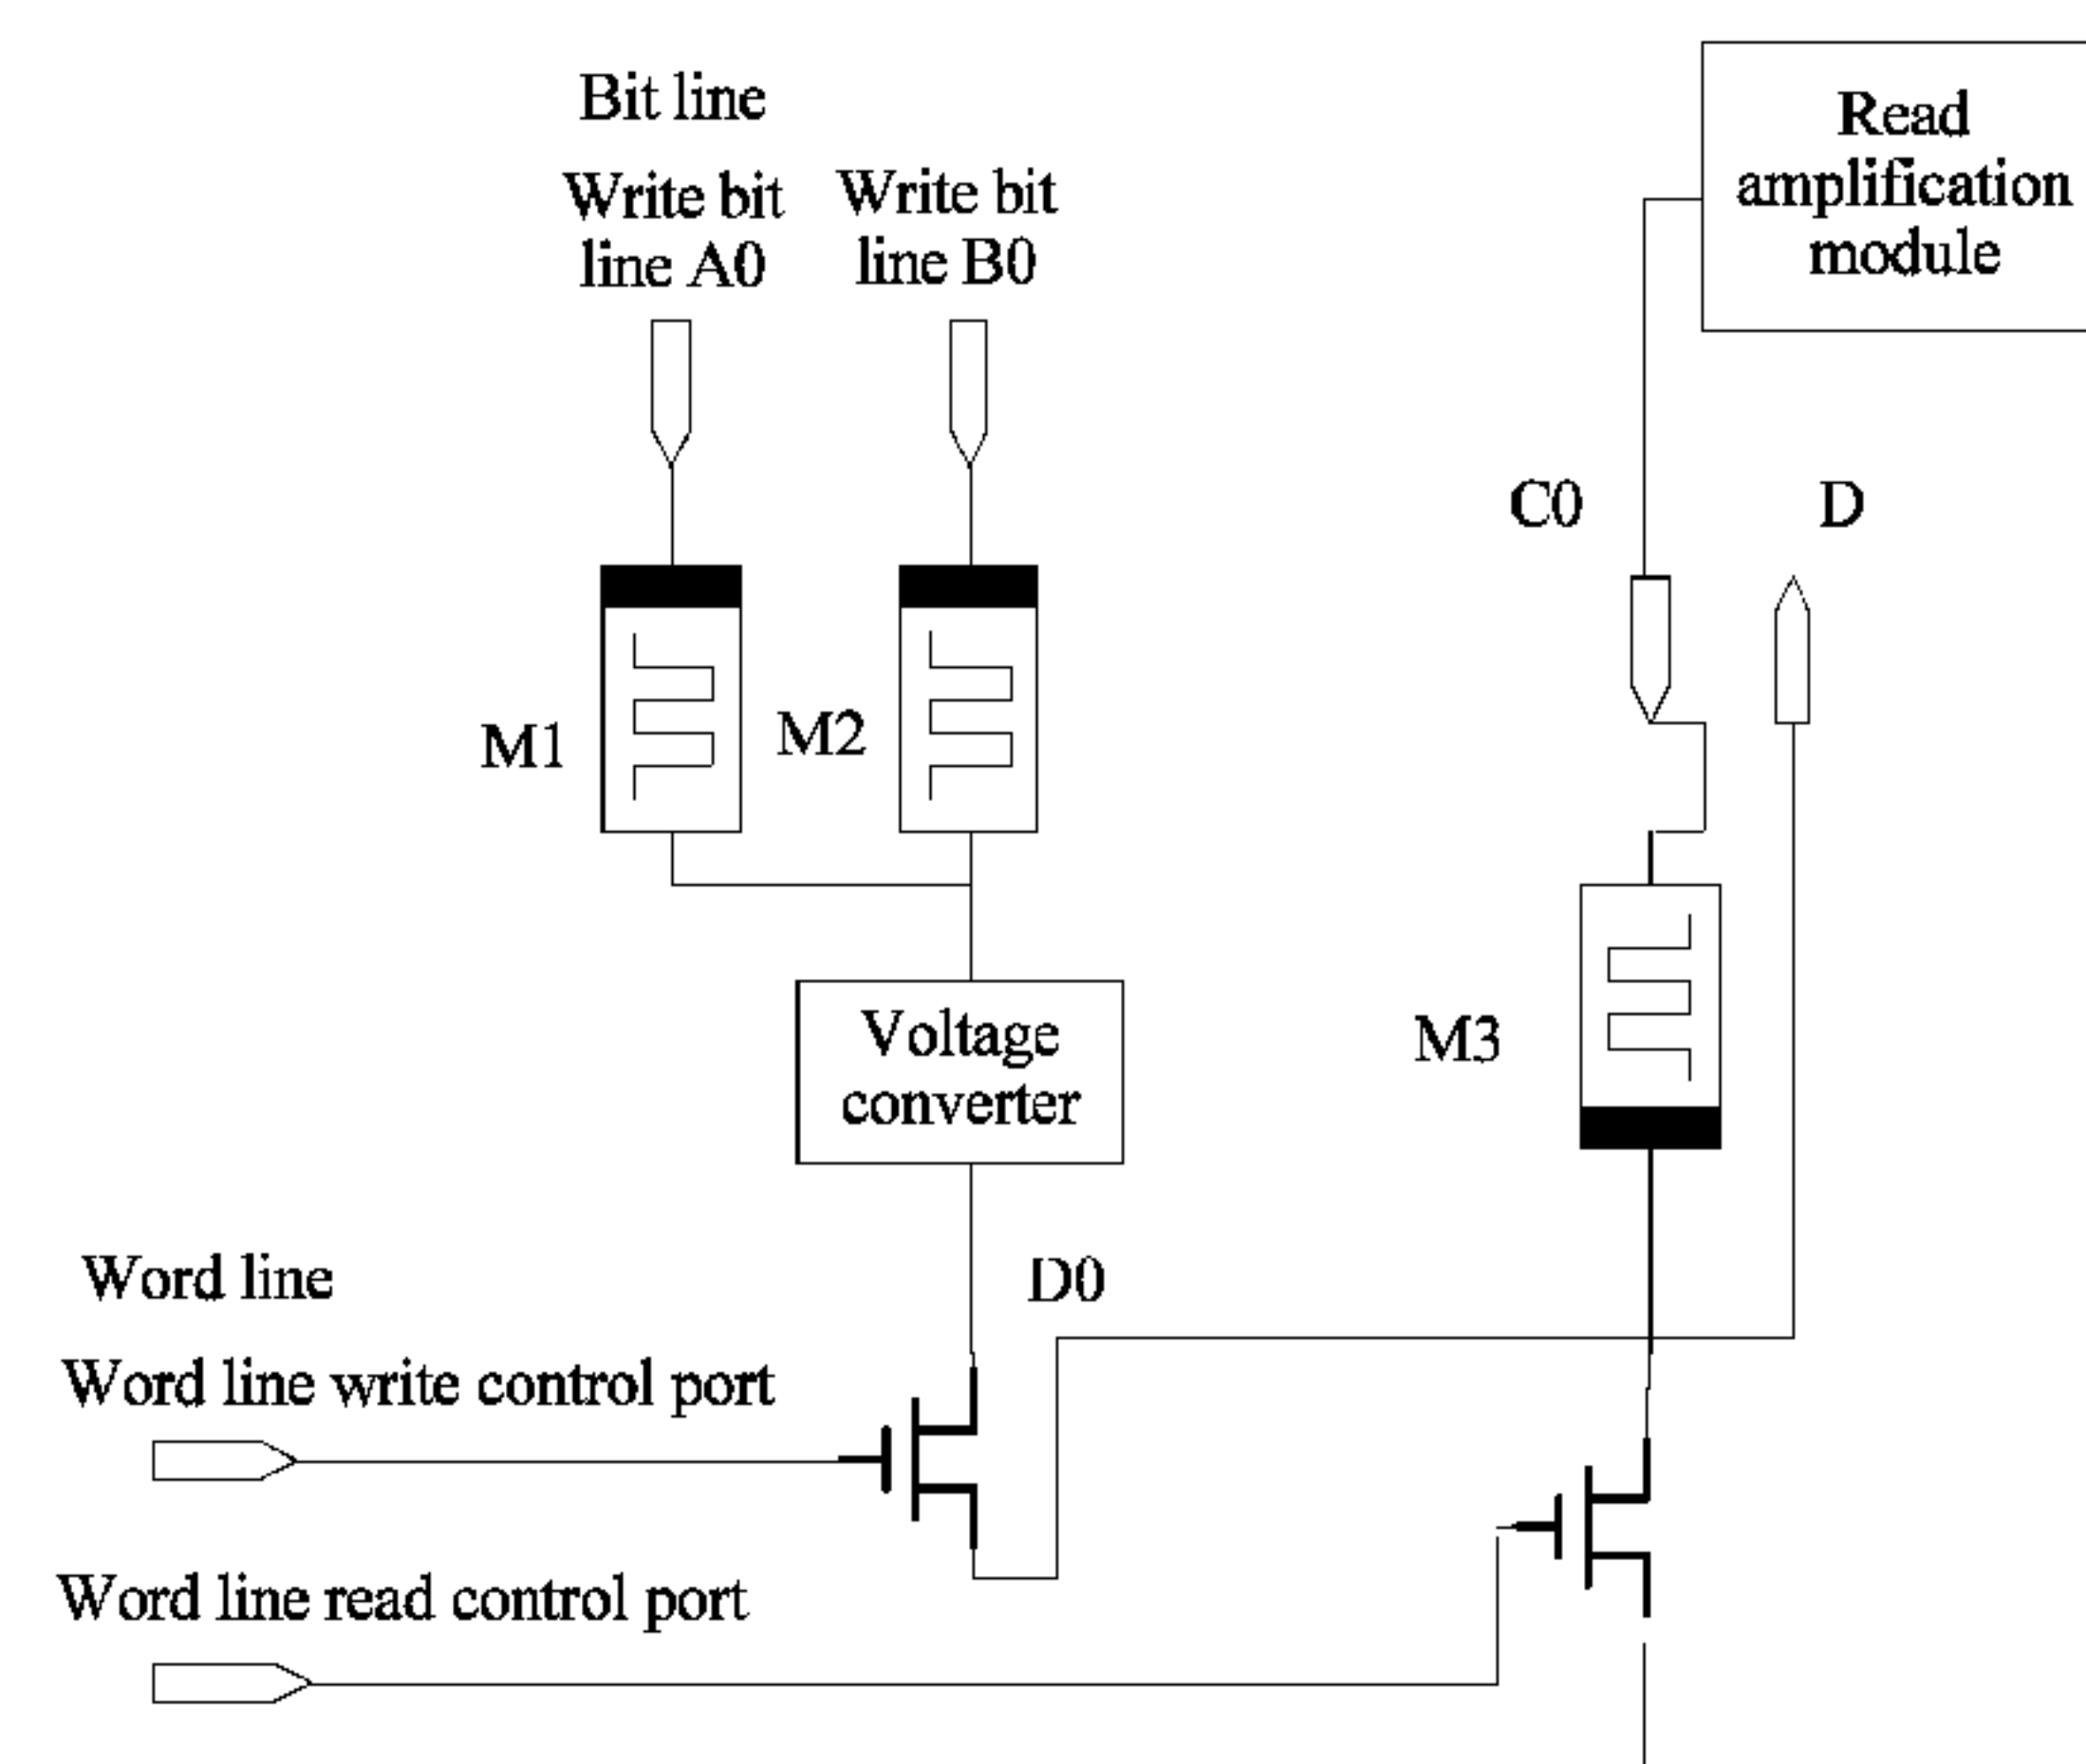 Bit line
Write bit
line A0
Write bit
line B0
Read
amplification
module
C0
D
M1
M2
M3
Voltage
converter
D0
Word line
Word line write control port
Word line read control port